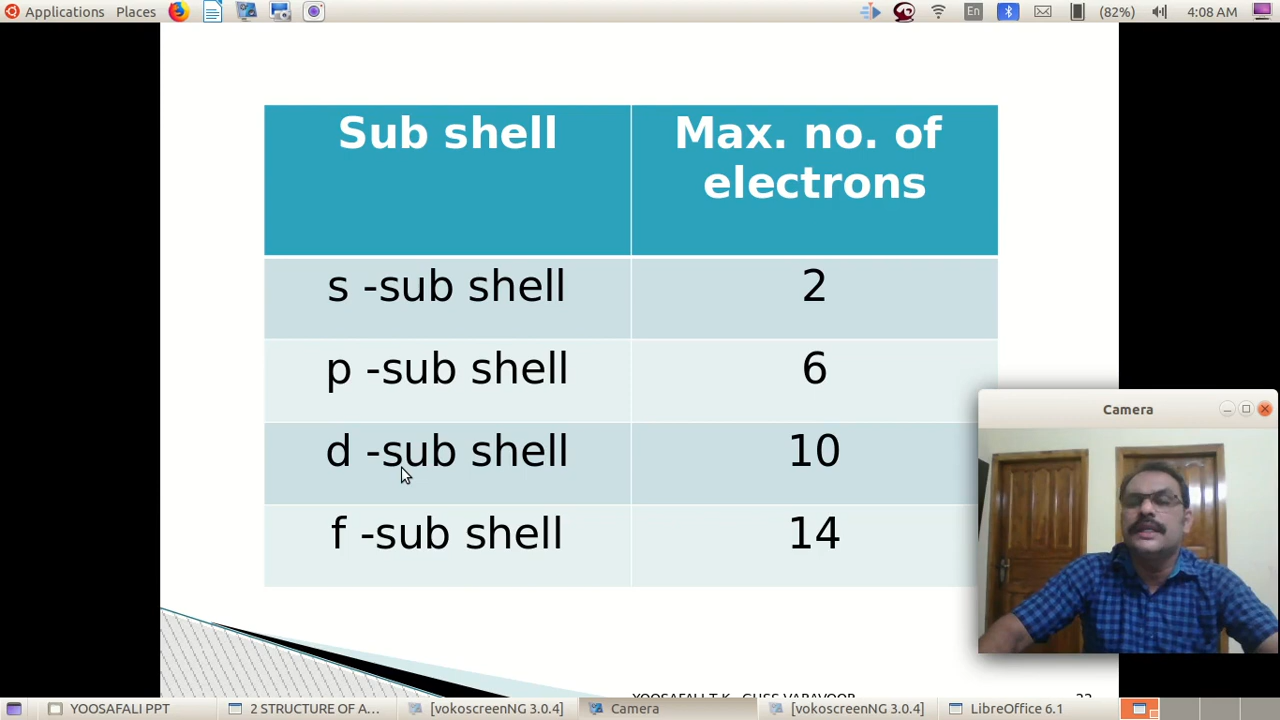 Applications Places
En
(82%)
4:08 AM
Sub shell
Max. no. of
electrons
s -sub shell
2
p -sub shell
6
d -sub shell
10
f -sub shell
14
Camera
YOOSAFALI PPT
2 STRUCTURE OF A...
[vokoscreenNG 3.0.4]
Camera
[vokoscreenNG 3.0.4]
LibreOffice 6.1